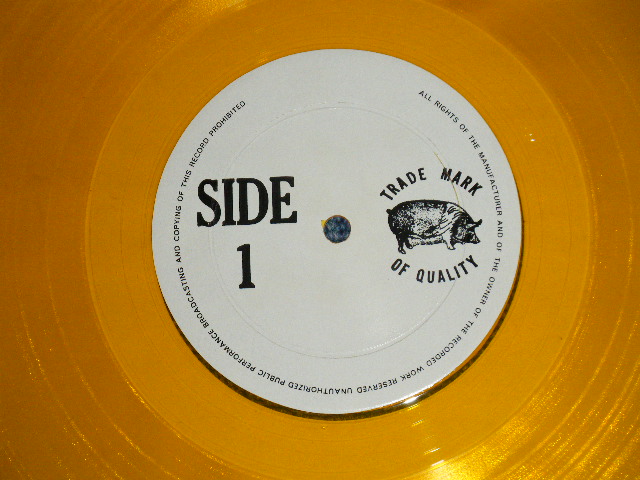 ALL RIGHTS OF THE MANUFACTURER AND OF THE OWNER OF THE RECORDED WORK RESERVED UNAUTHORIZED PUBLIC PERFORMANCE BROADCASTING AND COPYING OF THIS RECORD PROHIBITED
SIDE
1
TRADE MARK
OF QUALITY